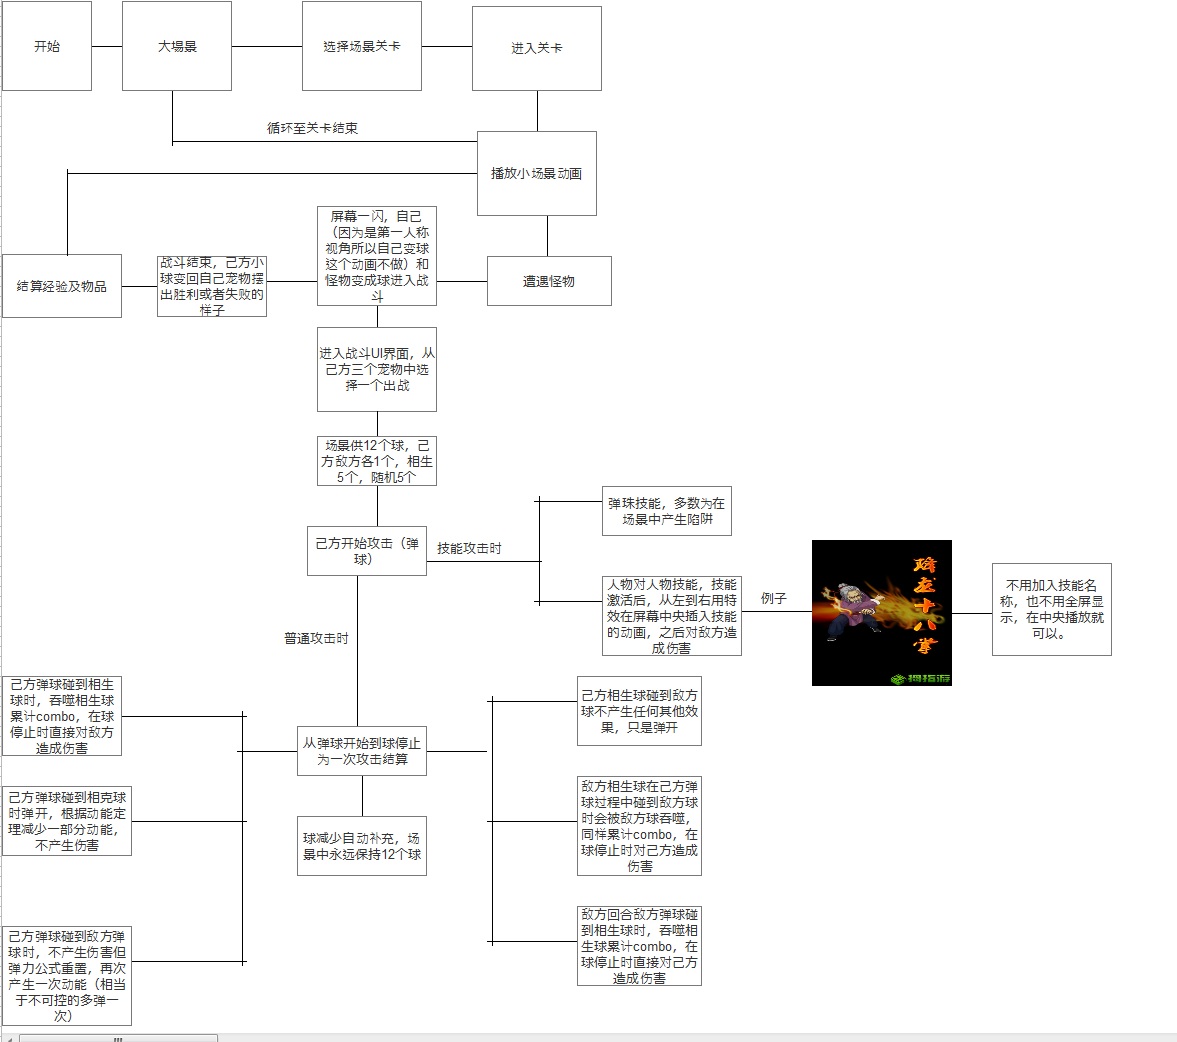 开始
大場景
选择场景关卡
进入关卡
循环至关卡结束
播放小场景动画
屏幕一闪，自己
（因为是第一人称
视角所以自己变球
这个动画不做）和
怪物变成球进入战
斗
遭遇怪物
战斗结束，己方小
球变回自己宠物摆
出胜利或者失败的
样子
结算经验及物品
进入战斗UI界面，从
己方三个宠物中选
择一个出战
场景供12个球，己
方敌方各1个，相生
5个，随机5个
己方开始攻击（弹
球）
技能攻击时
弹珠技能，多数为在
场景中产生陷阱
人物对人物技能，技能
激活后，从左到右用特
效在屏幕中央插入技能
的动画，之后对敌方造
成伤害
例子
降龙十八掌
不用加入技能名
称，也不用全屏显
示，在中央播放就
可以。
普通攻击时
从弹球开始到球停止
为一次攻击结算
球减少自动补充，场
景中永远保持12个球
己方弹球碰到相生
球时，吞噬相生球
累计combo，在球
停止时直接对敌方
造成伤害
己方弹球碰到相克球
时弹开，根据动能定
理减少一部分动能，
不产生伤害
己方弹球碰到敌方弹
球时，不产生伤害但
弹力公式重置，再次
产生一次动能（相当
于不可控的多弹一
次）
己方相生球碰到敌方
球不产生任何其他效
果，只是弹开
敌方相生球在己方弹
球过程中碰到敌方球
时会被敌方球吞噬，
同样累计combo，在
球停止时对己方造成
伤害
敌方回合敌方弹球碰
到相生球时，吞噬相
生球累计combo，在
球停止时直接对己方
造成伤害